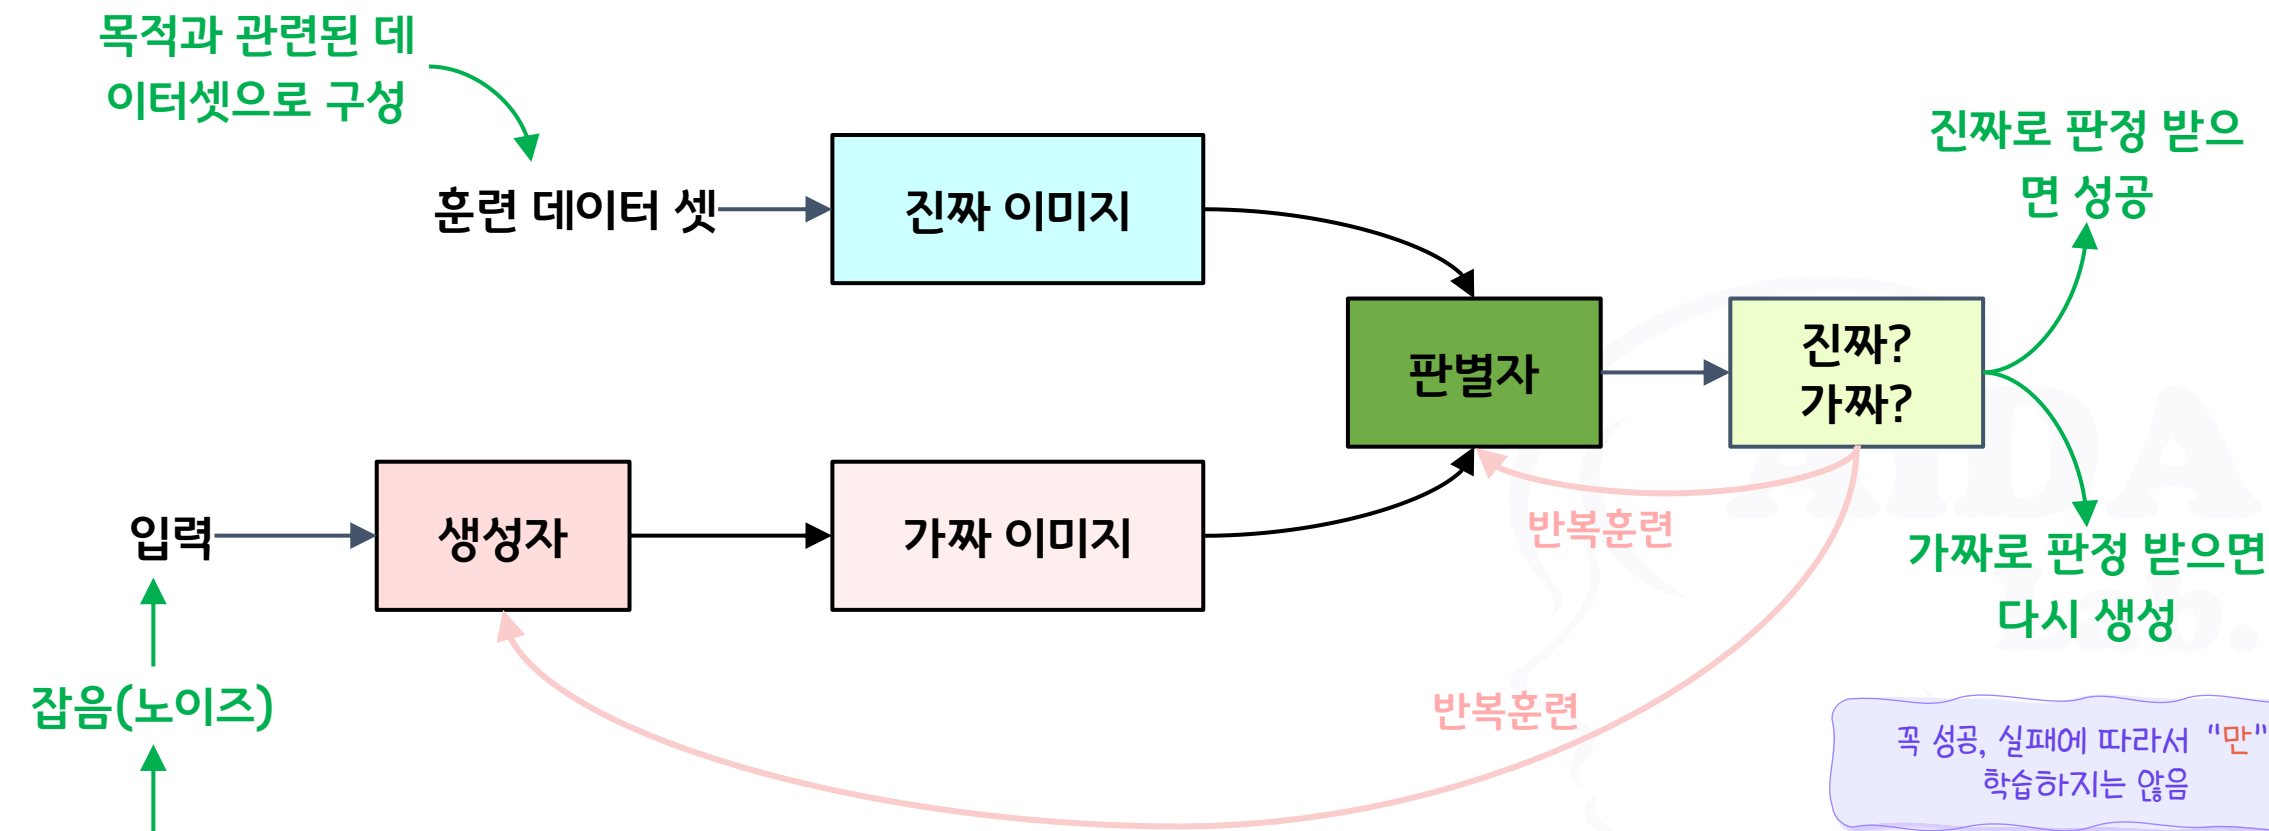 목적과 관련된 데
이터셋으로 구성
훈련 데이터 셋
진짜 이미지
진짜로 판정 받으
면 성공
판별자
진짜?
가짜?
입력
생성자
가짜 이미지
반복훈련
가짜로 판정 받으면
다시 생성
잡음(노이즈)
반복훈련
꼭 성공, 실패에 따라서 "만"
학습하지는 않음
AIDA
Lab.